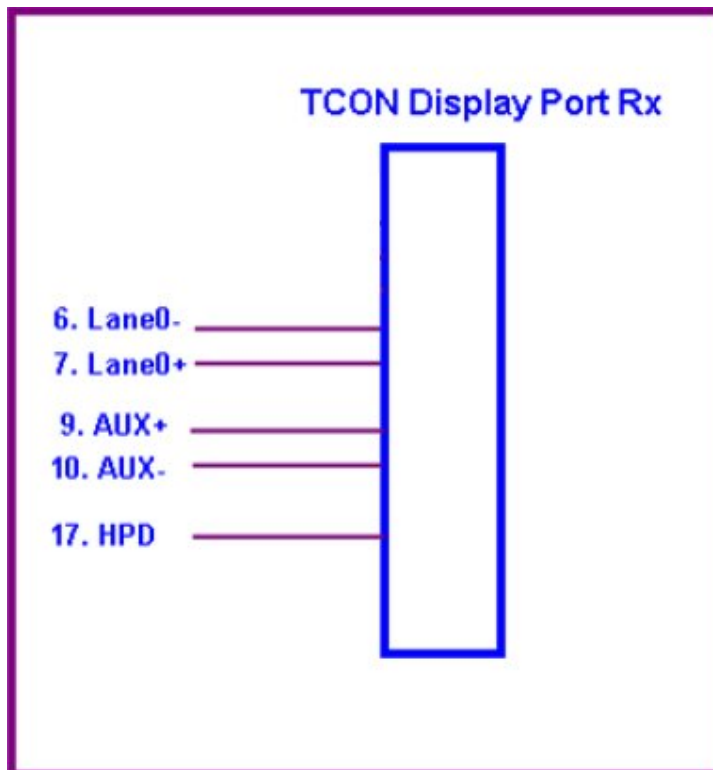 TCON Display Port Rx
6. Lane0-
7. Lane0+
9. AUX+
10. AUX-
17. HPD